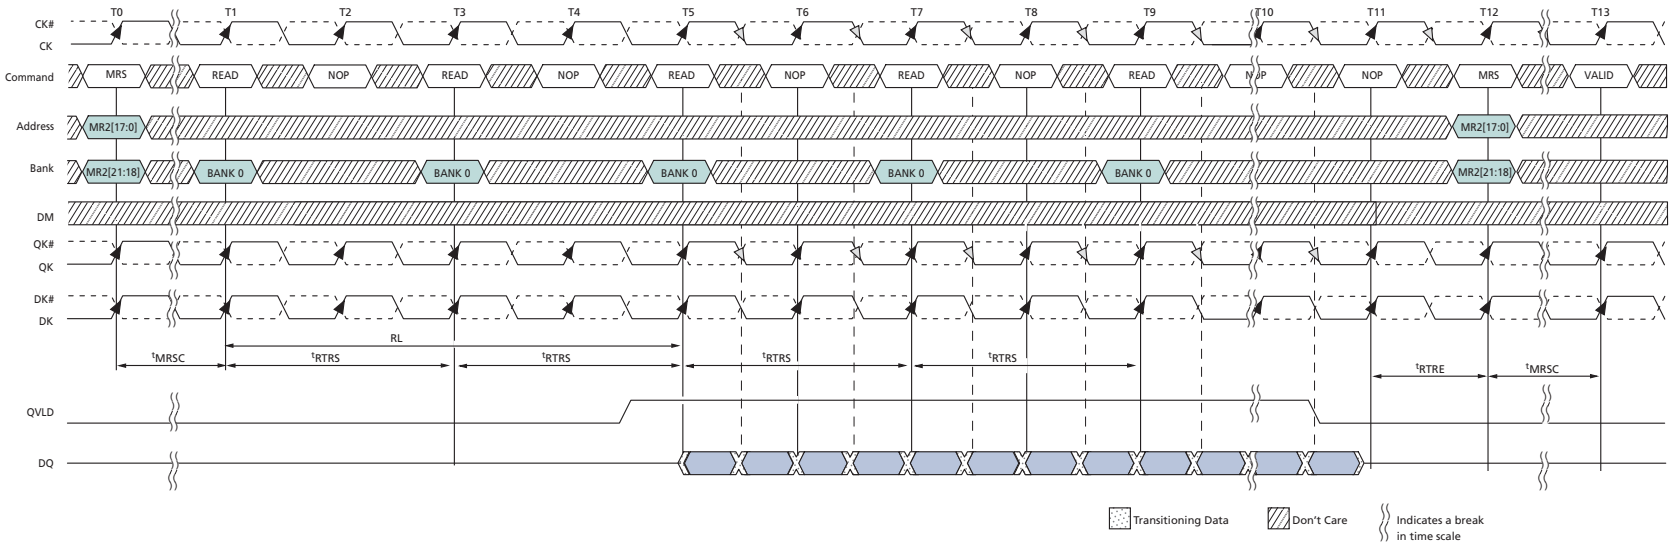 T0 T1 T2 T3 T4 T5 T6 T7 T8 T9 T10 T11 T12 T13
CK#
CK
Command MRS READ NOP READ NOP READ NOP READ NOP READ NOP NOP MRS VALID
Address MR2[17:0] MR2[17:0]
Bank MR2[21:18] BANK 0 BANK 0 BANK 0 BANK 0 BANK 0 MR2[21:18]
DM
QK#
QK
DK#
DK
RL
tMRSC tRTRS tRTRS tRTRS tRTRS tRTRE tMRSC
QVLD
DQ
Transitioning Data Don't Care Indicates a break
in time scale